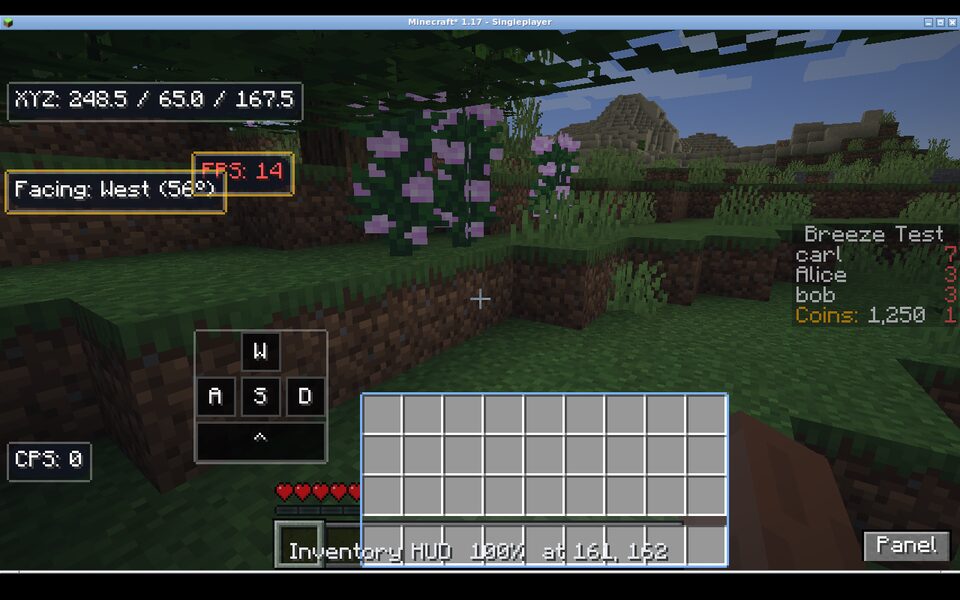 Minecraft* 1.17 - Singleplayer
XYZ: 248.5 / 65.0 / 167.5
FPS: 14
Facing: West (56°)
Breeze Test
carl 7
Alice 3
bob 3
Coins: 1,250 1
W
A S D
^
CPS: 0
Inventory HUD 100% at 161, 162
Panel